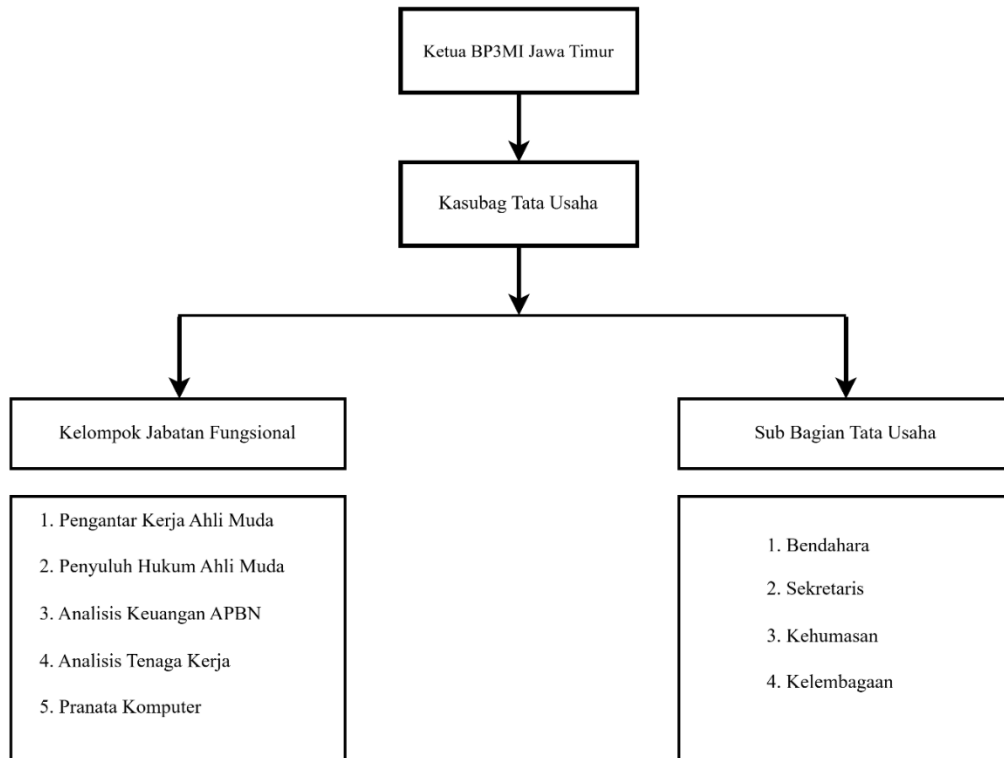 Ketua BP3MI Jawa Timur
Kasubag Tata Usaha
Kelompok Jabatan Fungsional
1. Pengantar Kerja Ahli Muda
2. Penyuluh Hukum Ahli Muda
3. Analisis Keuangan APBN
4. Analisis Tenaga Kerja
5. Pranata Komputer
Sub Bagian Tata Usaha
1. Bendahara
2. Sekretaris
3. Kehumasan
4. Kelembagaan